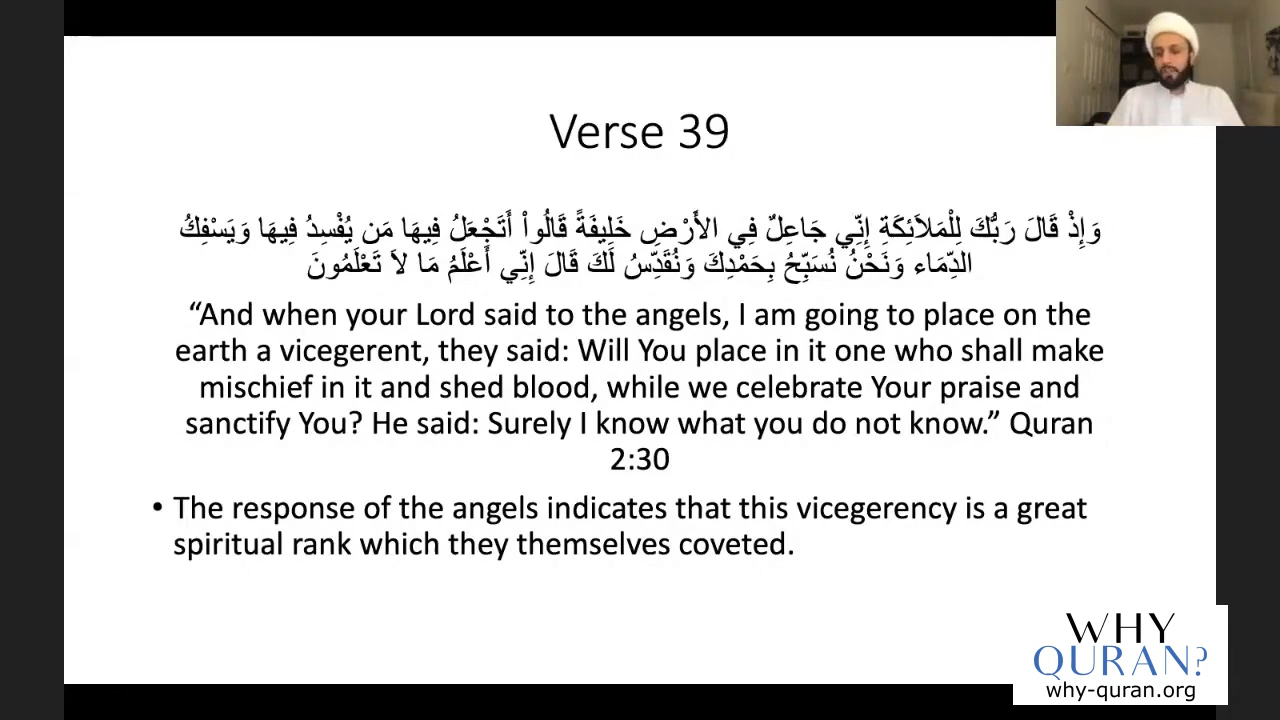 Verse 39
وَإِذْ قَالَ رَبُّكَ لِلْمَلاَئِكَةِ إِنِّي جَاعِلٌ فِي الأَرْضِ خَلِيفَةً قَالُواْ أَتَجْعَلُ فِيهَا مَن يُفْسِدُ فِيهَا وَيَسْفِكُ
الدِّمَاء وَنَحْنُ نُسَبِّحُ بِحَمْدِكَ وَنُقَدِّسُ لَكَ قَالَ إِنِّي أَعْلَمُ مَا لاَ تَعْلَمُونَ
“And when your Lord said to the angels, I am going to place on the
earth a vicegerent, they said: Will You place in it one who shall make
mischief in it and shed blood, while we celebrate Your praise and
sanctify You? He said: Surely I know what you do not know.” Quran
2:30
• The response of the angels indicates that this vicegerency is a great
spiritual rank which they themselves coveted.
WHY
QURAN?
why-quran.org